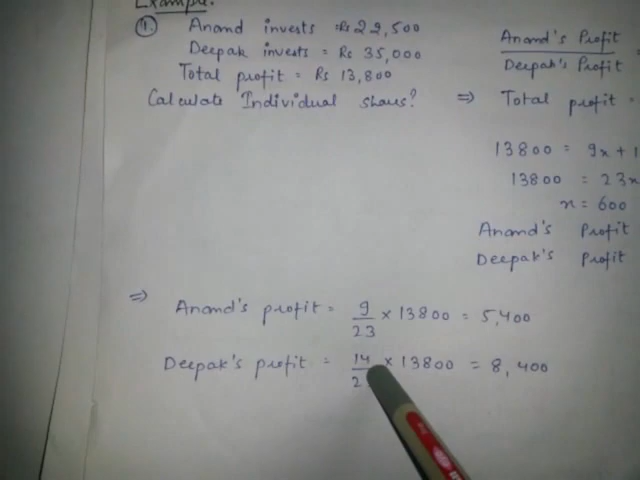 Example:
1. Anand invests = Rs 22,500
Deepak invests = Rs 35,000
Total profit = Rs 13,800
Calculate Individual shares?
Anand's Profit =
Deepak's Profit
⇒ Total profit =
13800 = 9x + 1
13800 = 23x
x = 600
Anand's Profit
Deepak's Profit
⇒
Anand's profit = 9/23 × 13800 = 5,400
Deepak's profit = 14/2 × 13800 = 8,400